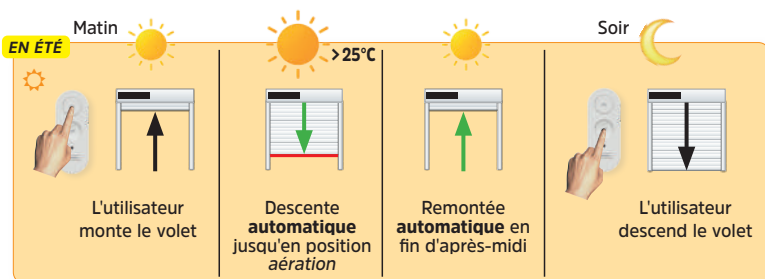 Matin
Soir
EN ÉTÉ
>25°C
L'utilisateur
monte le volet
Descente
automatique
jusqu'en position
aération
Remontée
automatique en
fin d'après-midi
L'utilisateur
descend le volet